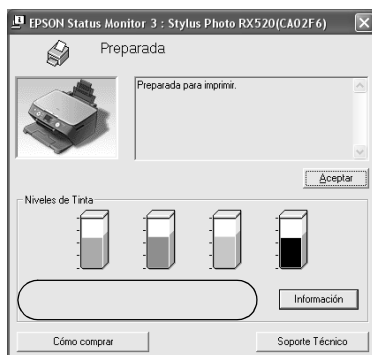 EPSON Status Monitor 3 : Stylus Photo RX520(CA02F6)
Preparada
Preparada para imprimir.
Aceptar
Niveles de Tinta
Información
Cómo comprar
Soporte Técnico